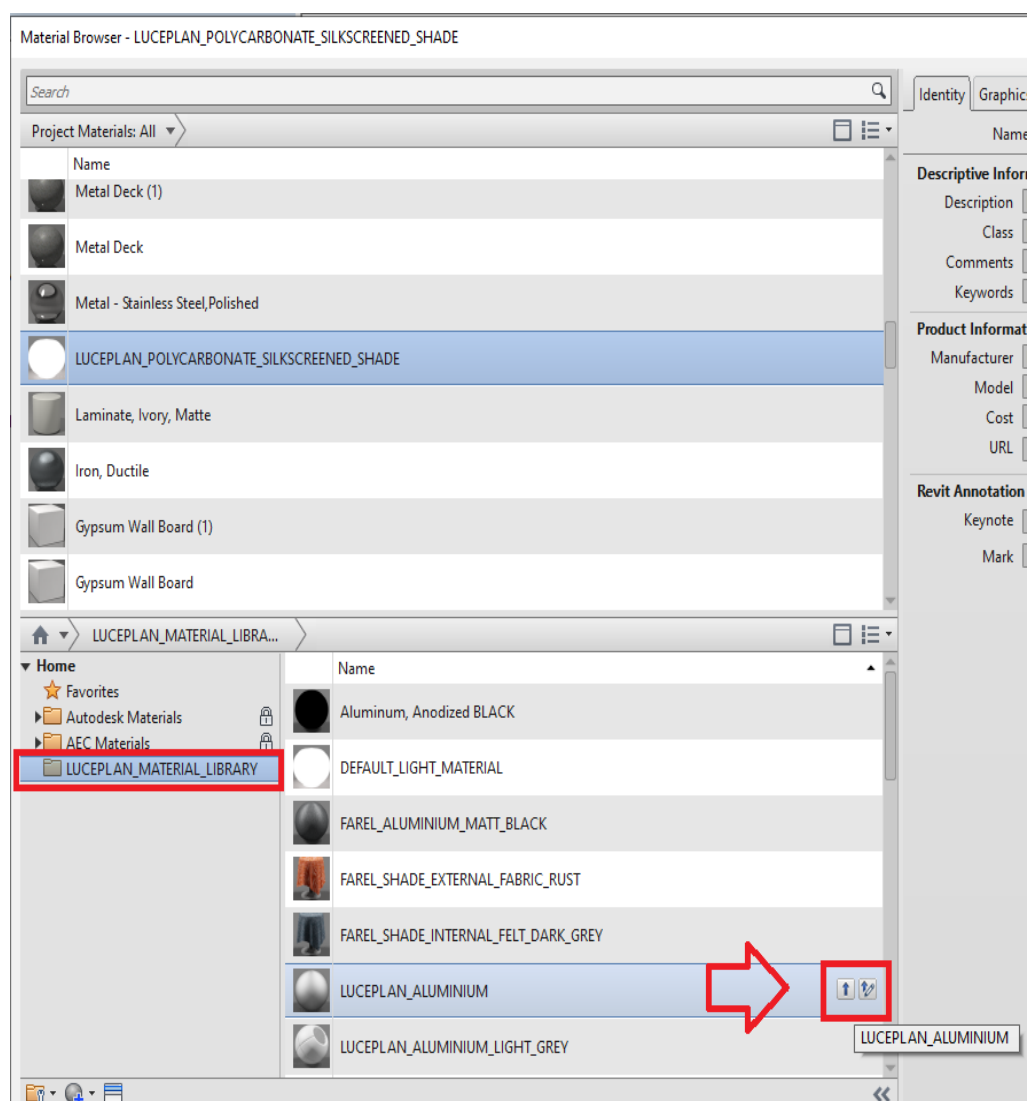 Material Browser - LUCEPLAN_POLYCARBONATE_SILKSCREENED_SHADE
Search
Project Materials: All
Name
Metal Deck (1)
Metal Deck
Metal - Stainless Steel,Polished
LUCEPLAN_POLYCARBONATE_SILKSCREENED_SHADE
Laminate, Ivory, Matte
Iron, Ductile
Gypsum Wall Board (1)
Gypsum Wall Board
LUCEPLAN_MATERIAL_LIBRA...
Home
Favorites
Autodesk Materials
AEC Materials
LUCEPLAN_MATERIAL_LIBRARY
Name
Aluminum, Anodized BLACK
DEFAULT_LIGHT_MATERIAL
FAREL_ALUMINIUM_MATT_BLACK
FAREL_SHADE_EXTERNAL_FABRIC_RUST
FAREL_SHADE_INTERNAL_FELT_DARK_GREY
LUCEPLAN_ALUMINIUM
LUCEPLAN_ALUMINIUM_LIGHT_GREY
LUCEPLAN_ALUMINIUM
Identity Graphics
Name
Descriptive Infor
Description
Class
Comments
Keywords
Product Informat
Manufacturer
Model
Cost
URL
Revit Annotation
Keynote
Mark